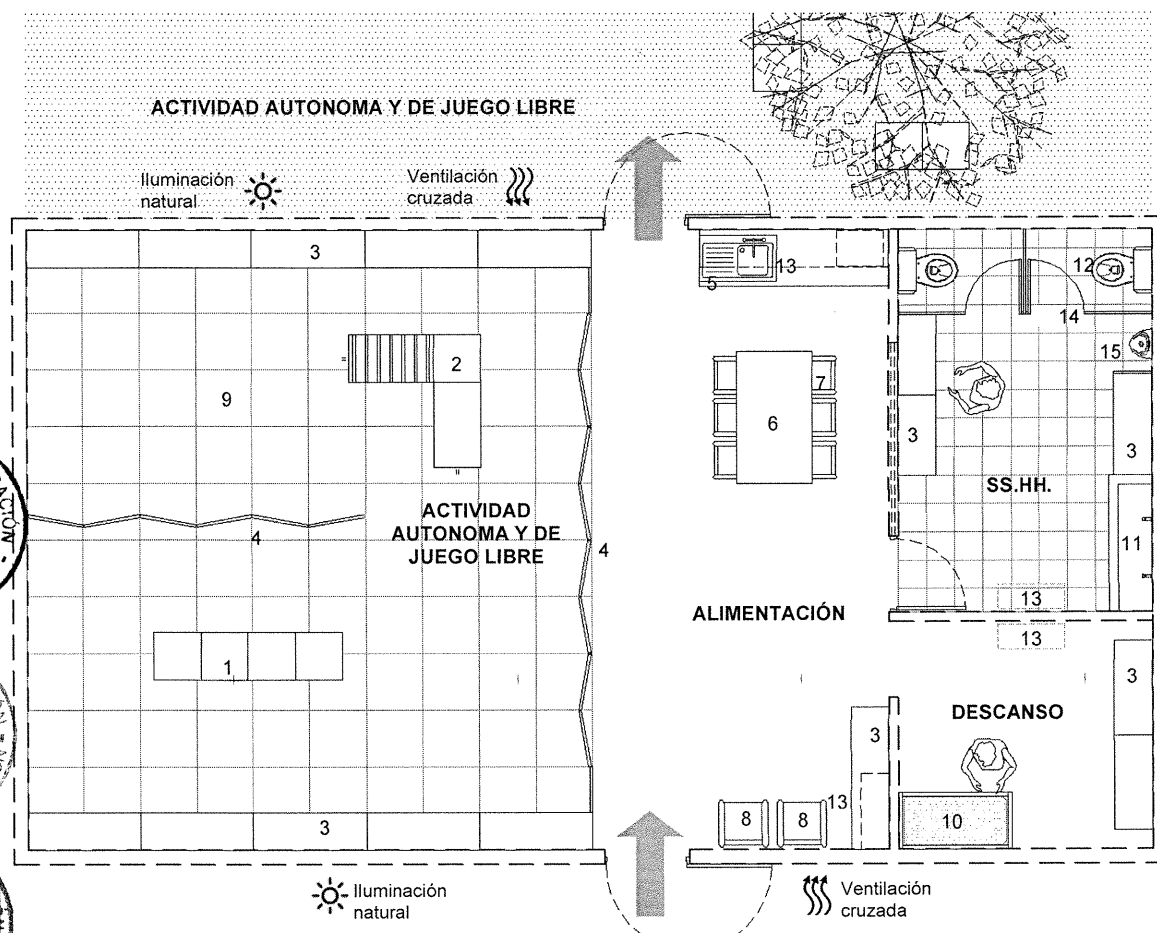 ACTIVIDAD AUTONOMA Y DE JUEGO LIBRE
Iluminación
natural
Ventilación
cruzada
3
13
5
12
14
15
2
7
9
6
3
3
SS.HH.
ACTIVIDAD
AUTONOMA Y DE
JUEGO LIBRE
4
4
11
13
ALIMENTACIÓN
13
1
3
DESCANSO
3
8
8
13
10
3
Iluminación
natural
Ventilación
cruzada